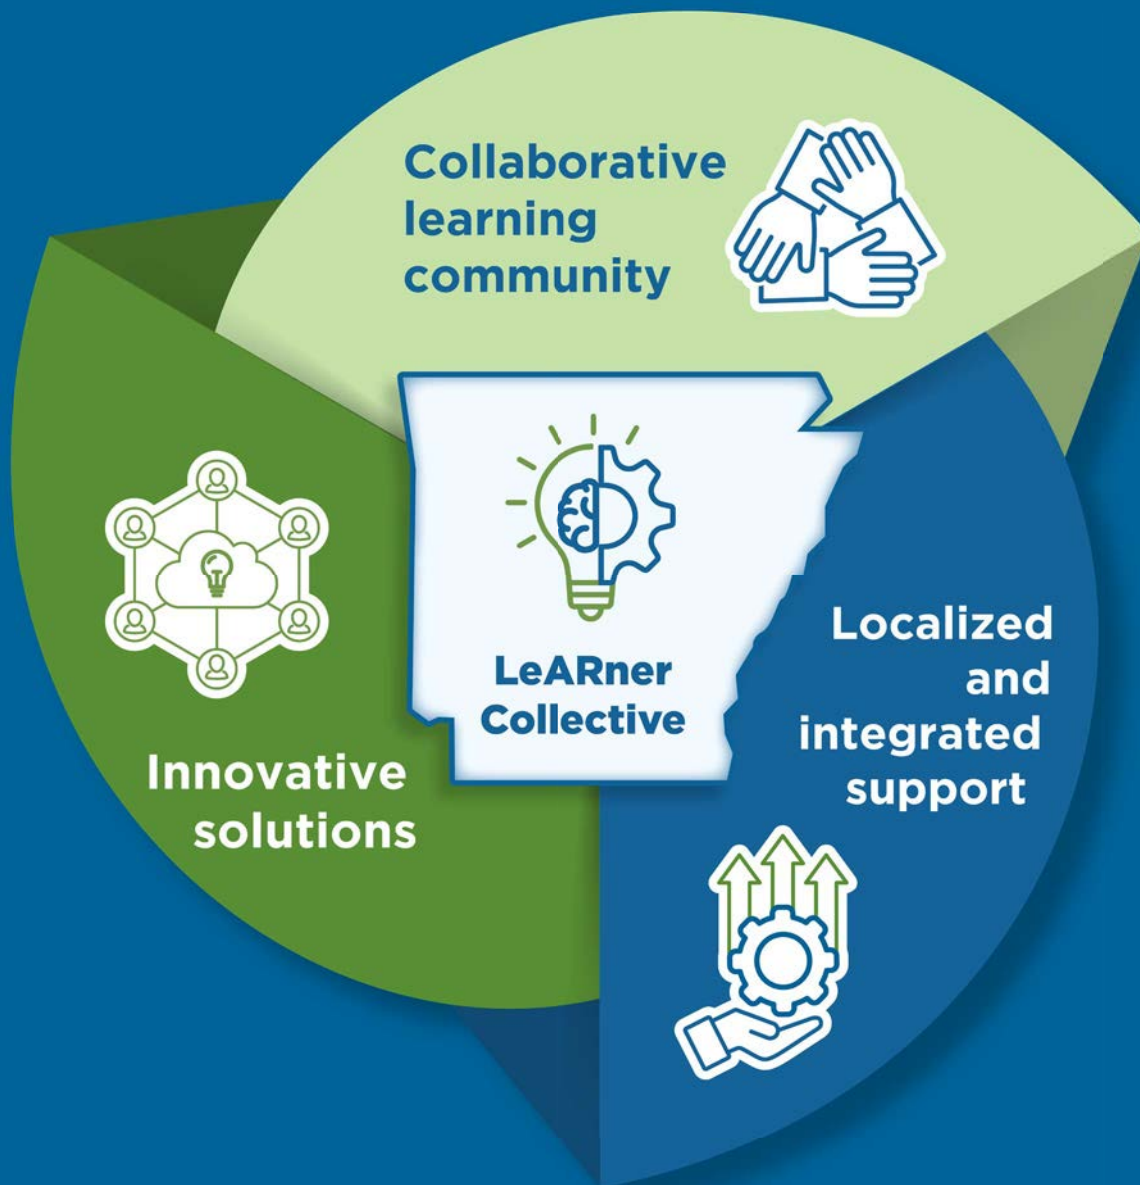 Collaborative
learning
community
LeARner
Collective
Innovative
solutions
Localized
and
integrated
support